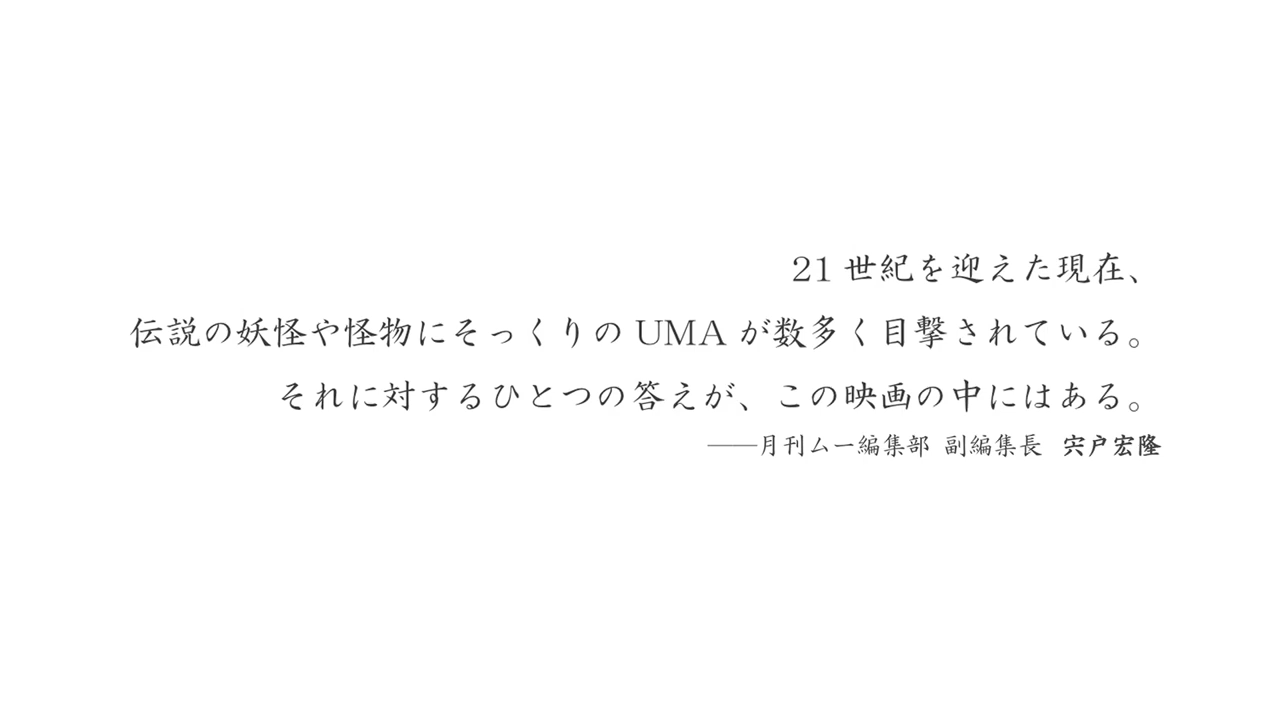 21世紀を迎えた現在、
伝説の妖怪や怪物にそっくりのUMAが数多く目撃されている。
それに対するひとつの答えが、この映画の中にはある。
――月刊ムー編集部 副編集長 宍戸宏隆